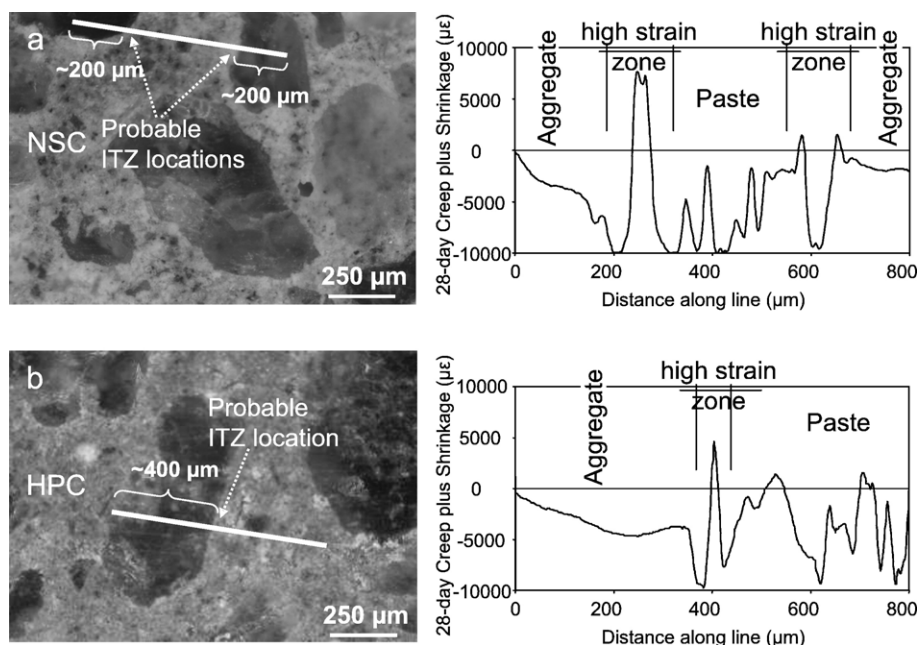 a
~200 µm
~200 µm
Probable
ITZ locations
NSC
250 µm
28-day Creep plus Shrinkage (µε)
10000
5000
0
-5000
-10000
Aggregate
high strain
zone
Paste
high strain
zone
Aggregate
0
200
400
600
800
Distance along line (µm)
b
Probable
ITZ location
~400 µm
HPC
250 µm
28-day Creep plus Shrinkage (µε)
10000
5000
0
-5000
-10000
Aggregate
high strain
zone
Paste
0
200
400
600
800
Distance along line (µm)